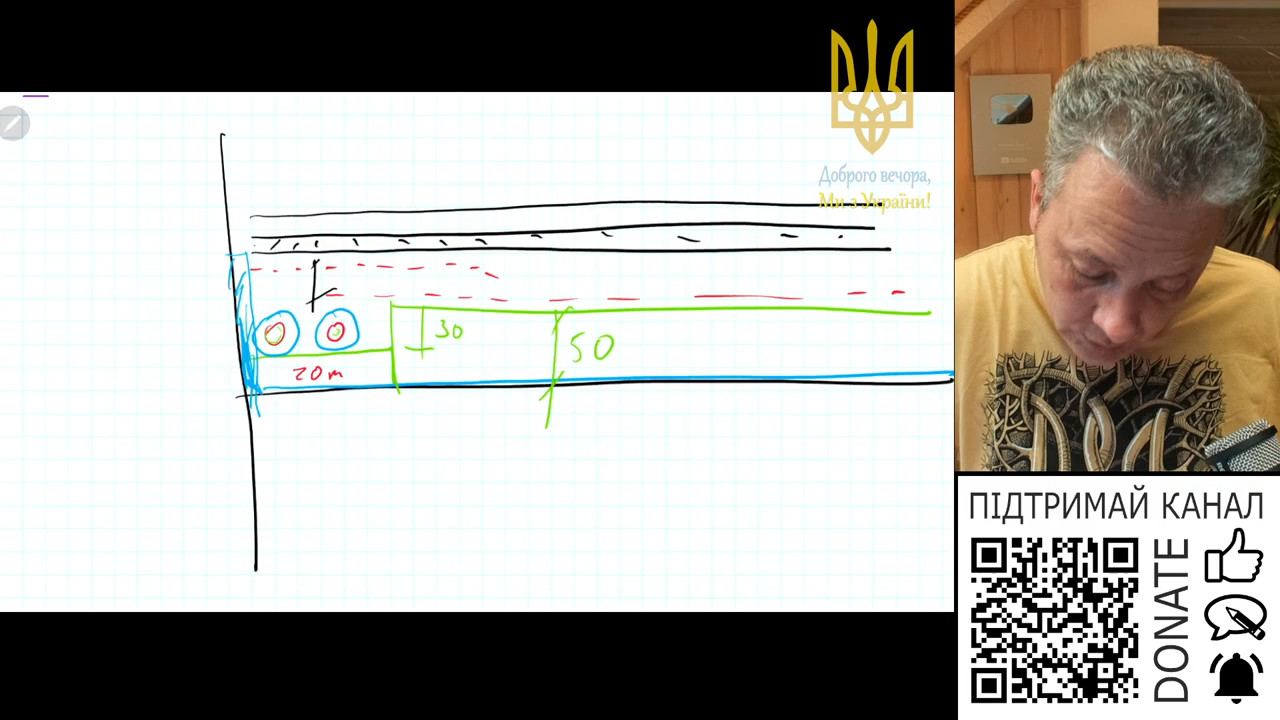 Доброго вечора,
Ми з України!
30
50
20m
ПІДТРИМАЙ КАНАЛ
DONATE